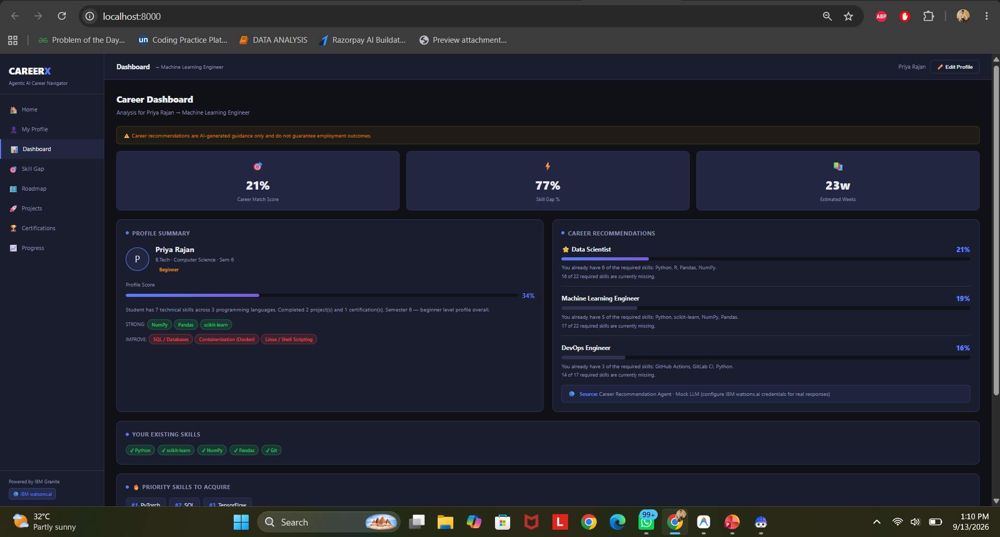 localhost:8000
ABP
Problem of the Day...
un Coding Practice Plat...
DATA ANALYSIS
Razorpay AI Buildat...
Preview attachment...
CAREERX
Agentic AI Career Navigator
Home
My Profile
Dashboard
Skill Gap
Roadmap
Projects
Certifications
Progress
Powered by IBM Granite
IBM watsonx.ai
Dashboard → Machine Learning Engineer
Priya Rajan
Edit Profile
Career Dashboard
Analysis for Priya Rajan → Machine Learning Engineer
Career recommendations are AI-generated guidance only and do not guarantee employment outcomes.
21%
Career Match Score
77%
Skill Gap %
23w
Estimated Weeks
PROFILE SUMMARY
P
Priya Rajan
B.Tech · Computer Science · Sem 6
Beginner
Profile Score
34%
Student has 7 technical skills across 3 programming languages. Completed 2 project(s) and 1 certification(s). Semester 6 — beginner level profile overall.
STRONG: NumPy Pandas scikit-learn
IMPROVE: SQL / Databases Containerization (Docker) Linux / Shell Scripting
CAREER RECOMMENDATIONS
Data Scientist 21%
You already have 6 of the required skills: Python, R, Pandas, NumPy.
16 of 22 required skills are currently missing.
Machine Learning Engineer 19%
You already have 5 of the required skills: Python, scikit-learn, NumPy, Pandas.
17 of 22 required skills are currently missing.
DevOps Engineer 16%
You already have 3 of the required skills: GitHub Actions, GitLab CI, Python.
14 of 17 required skills are currently missing.
Source: Career Recommendation Agent · Mock LLM (configure IBM watsonx.ai credentials for real responses)
YOUR EXISTING SKILLS
✓ Python ✓ scikit-learn ✓ NumPy ✓ Pandas ✓ Git
PRIORITY SKILLS TO ACQUIRE
#1 PyTorch #2 SQL #3 TensorFlow
32°C
Partly sunny
Search
L
99+
P
1:10 PM
9/13/2026